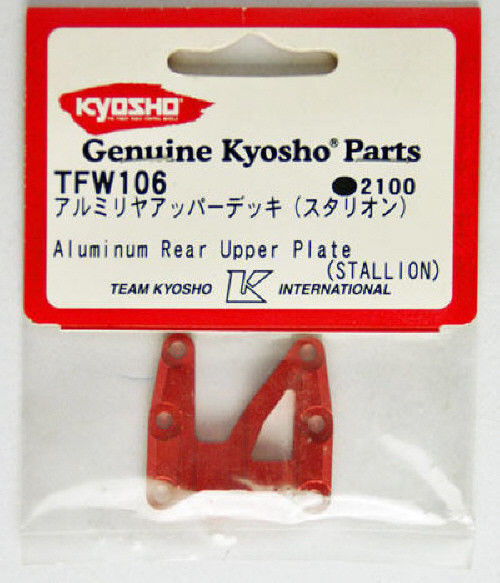 KYOSHO
Genuine Kyosho® Parts
TFW106 ●2100
アルミリヤアッパーデッキ（スタリオン）
Aluminum Rear Upper Plate
(STALLION)
TEAM KYOSHO K INTERNATIONAL